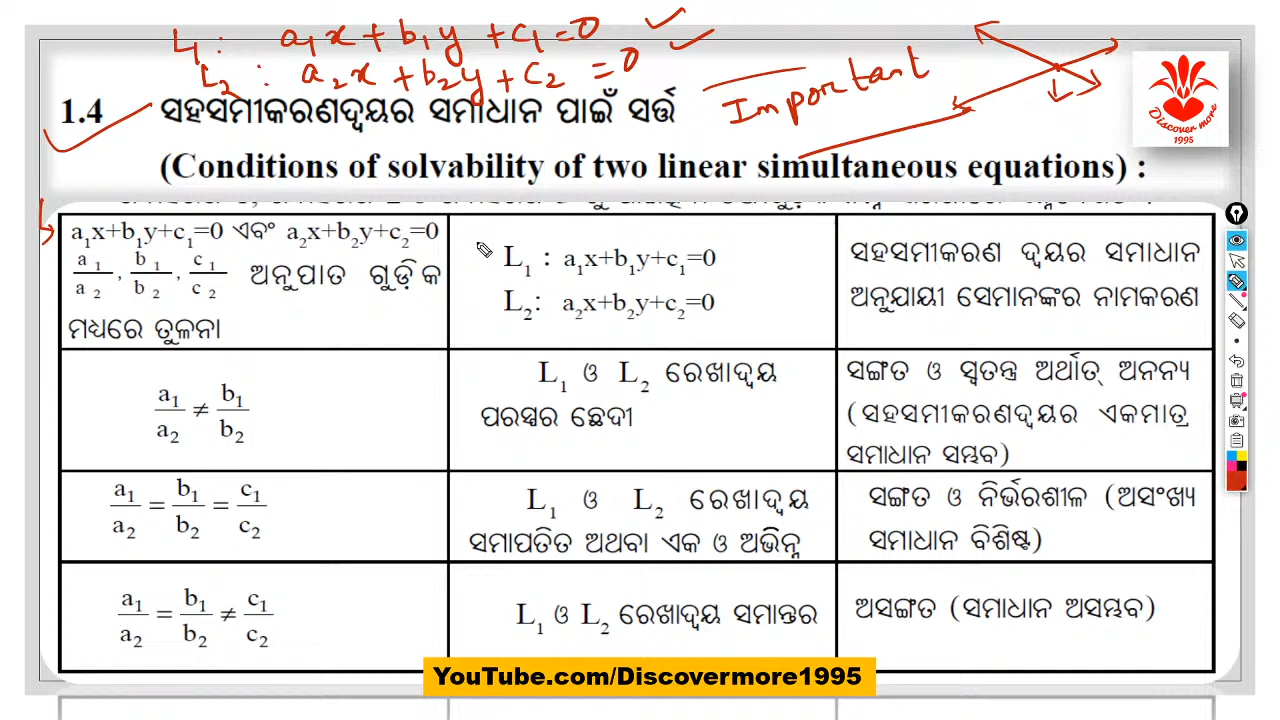 L₁ : a₁x + b₁y + c₁ = 0
L₂ : a₂x + b₂y + c₂ = 0
Important
1.4 ସହସମୀକରଣଦ୍ୱୟର ସମାଧାନ ପାଇଁ ସର୍ତ୍ତ
(Conditions of solvability of two linear simultaneous equations) :
Discover more
1995
a₁x+b₁y+c₁=0 ଏବଂ a₂x+b₂y+c₂=0
a₁/a₂, b₁/b₂, c₁/c₂ ଅନୁପାତ ଗୁଡ଼ିକ
ମଧ୍ୟରେ ତୁଳନା
L₁ : a₁x+b₁y+c₁=0
L₂: a₂x+b₂y+c₂=0
ସହସମୀକରଣ ଦ୍ୱୟର ସମାଧାନ
ଅନୁଯାୟୀ ସେମାନଙ୍କର ନାମକରଣ
a₁/a₂ ≠ b₁/b₂
L₁ ଓ L₂ ରେଖାଦ୍ୱୟ
ପରସ୍ପର ଛେଦୀ
ସଙ୍ଗତ ଓ ସ୍ୱତନ୍ତ୍ର ଅର୍ଥାତ୍ ଅନନ୍ୟ
(ସହସମୀକରଣଦ୍ୱୟର ଏକମାତ୍ର
ସମାଧାନ ସମ୍ଭବ)
a₁/a₂ = b₁/b₂ = c₁/c₂
L₁ ଓ L₂ ରେଖାଦ୍ୱୟ
ସମାପତିତ ଅଥବା ଏକ ଓ ଅଭିନ୍ନ
ସଙ୍ଗତ ଓ ନିର୍ଭରଶୀଳ (ଅସଂଖ୍ୟ
ସମାଧାନ ବିଶିଷ୍ଟ)
a₁/a₂ = b₁/b₂ ≠ c₁/c₂
L₁ ଓ L₂ ରେଖାଦ୍ୱୟ ସମାନ୍ତର
ଅସଙ୍ଗତ (ସମାଧାନ ଅସମ୍ଭବ)
YouTube.com/Discovermore1995